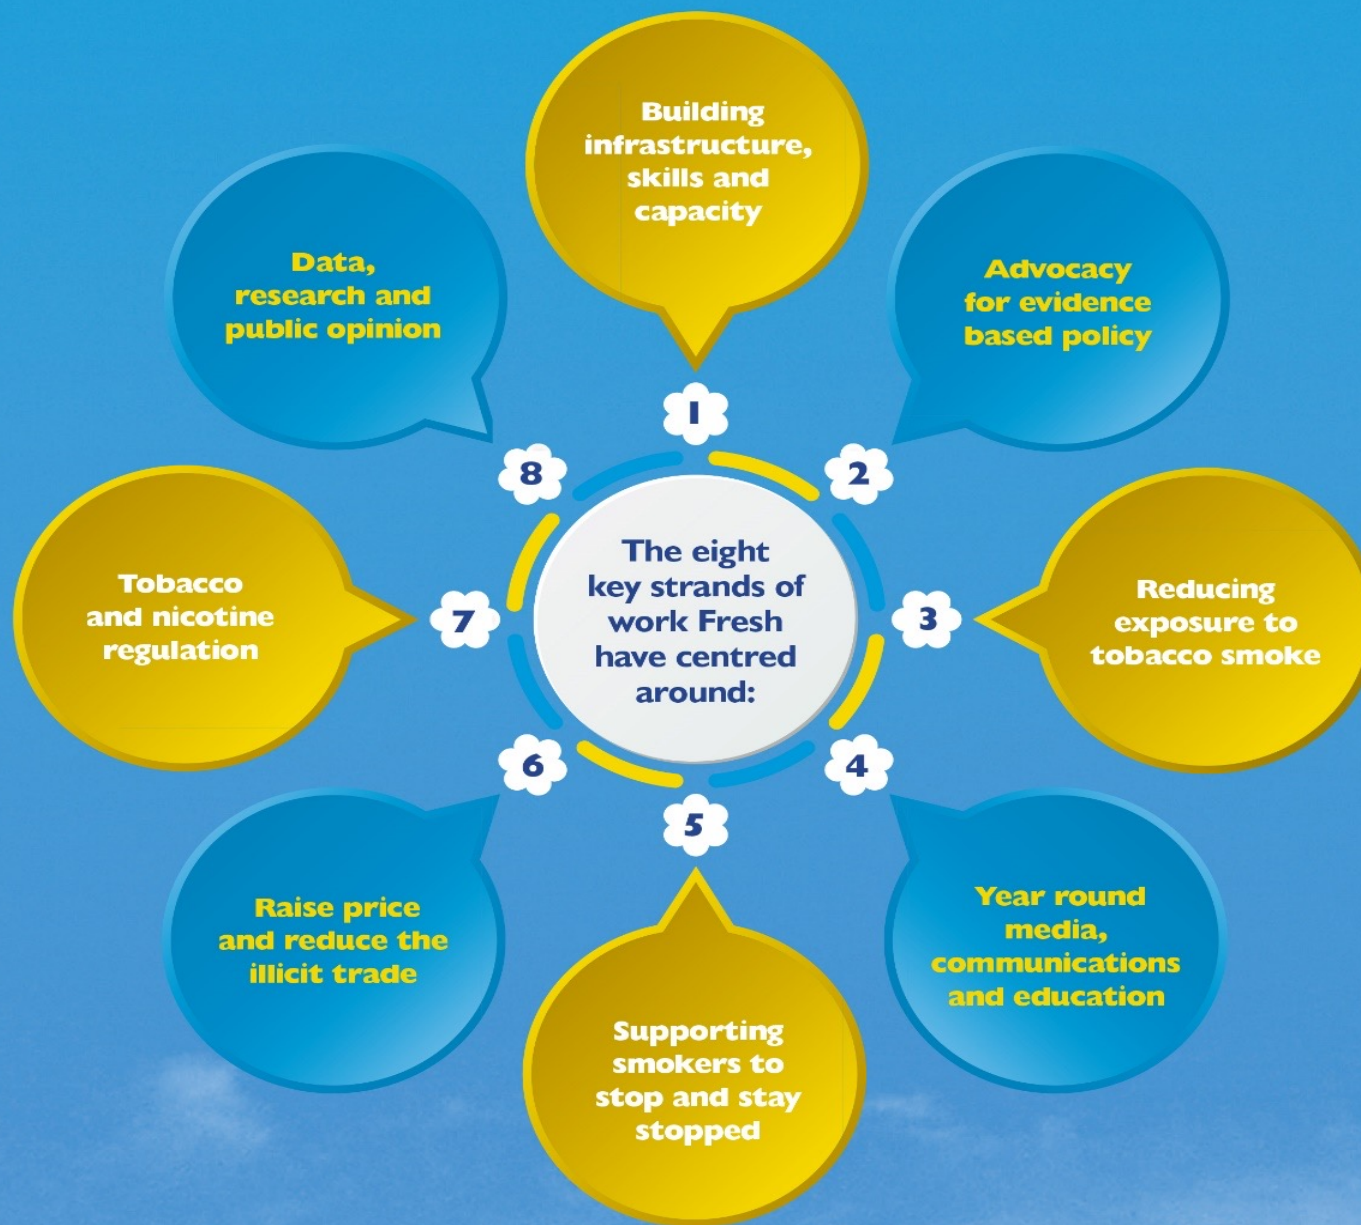 The eight
key strands of
work Fresh
have centred
around:
1
Building
infrastructure,
skills and
capacity
2
Advocacy
for evidence
based policy
3
Reducing
exposure to
tobacco smoke
4
Year round
media,
communications
and education
5
Supporting
smokers to
stop and stay
stopped
6
Raise price
and reduce the
illicit trade
7
Tobacco
and nicotine
regulation
8
Data,
research and
public opinion